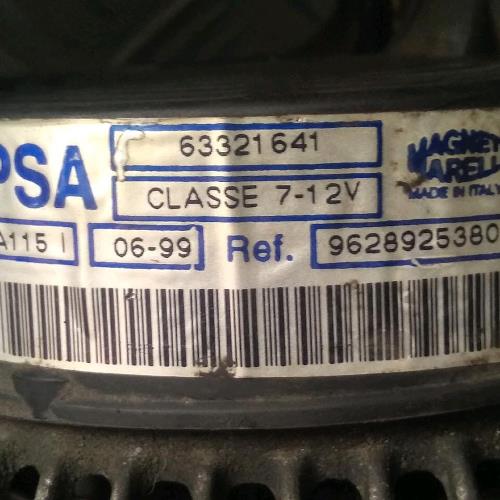 PSA
63321641
CLASSE 7-12V
MAGNETI MARELLI
MADE IN ITALY
A115 I
06-99
Ref.
9628925380